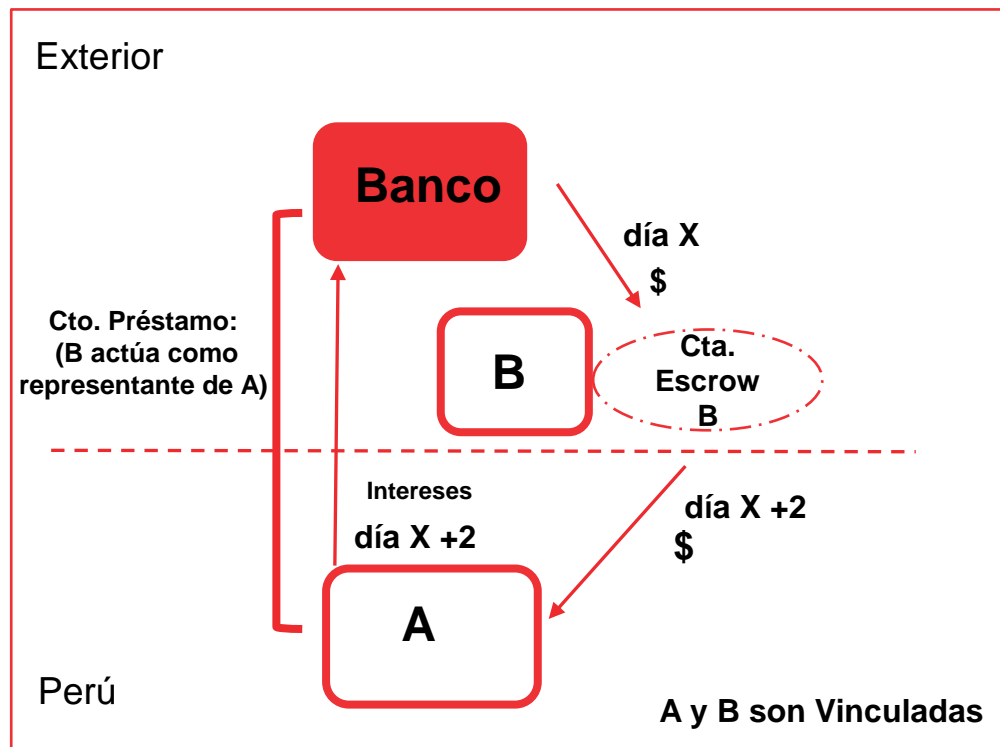 Exterior
Banco
día X
$
Cto. Préstamo:
(B actúa como
representante de A)
B
Cta.
Escrow
B
Intereses
día X +2
día X +2
$
A
Perú
A y B son Vinculadas